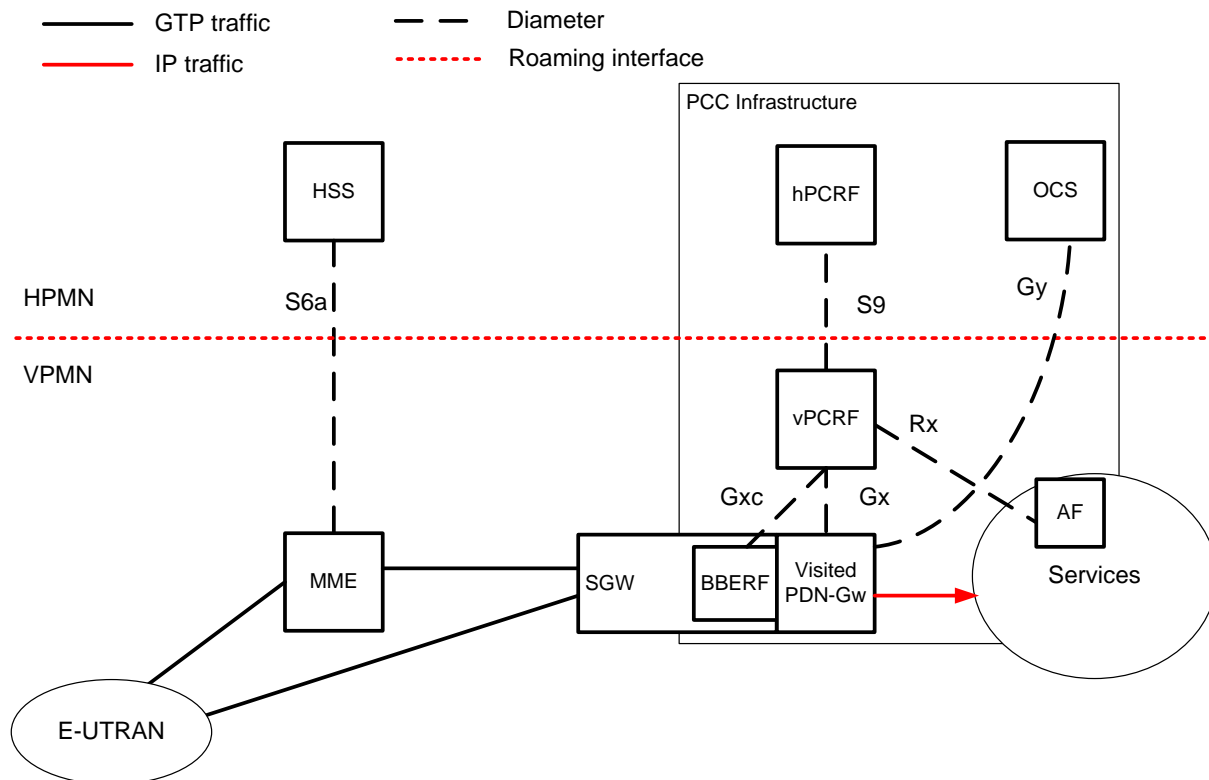 GTP traffic
Diameter
IP traffic
Roaming interface
PCC Infrastructure
HSS
hPCRF
OCS
HPMN
S6a
S9
Gy
VPMN
vPCRF
Rx
Gxc
Gx
AF
MME
SGW
BBERF
Visited
PDN-Gw
Services
E-UTRAN